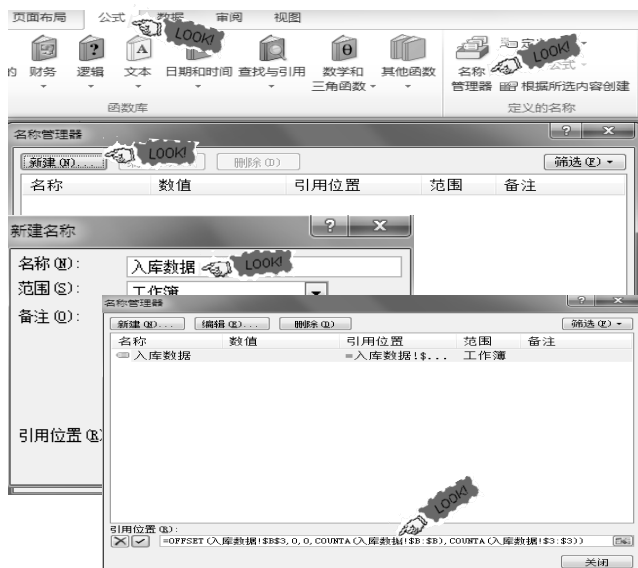 页面布局 公式 数据 审阅 视图
LOOK!
财务 逻辑 文本 日期和时间 查找与引用 数学和三角函数 其他函数 名称管理器
LOOK!
公式
根据所选内容创建
函数库 定义的名称
名称管理器
新建(N)... LOOK! 删除(D) 筛选(F)
名称 数值 引用位置 范围 备注
新建名称
名称(N): 入库数据 LOOK!
范围(S): 工作簿
备注(O):
引用位置(R)
名称管理器
新建(N)... 编辑(E)... 删除(D) 筛选(F)
名称 数值 引用位置 范围 备注
入库数据 =入库数据!$... 工作簿
LOOK!
引用位置(R):
=OFFSET(入库数据!$B$3,0,0,COUNTA(入库数据!$B:$B),COUNTA(入库数据!$3:$3))
关闭